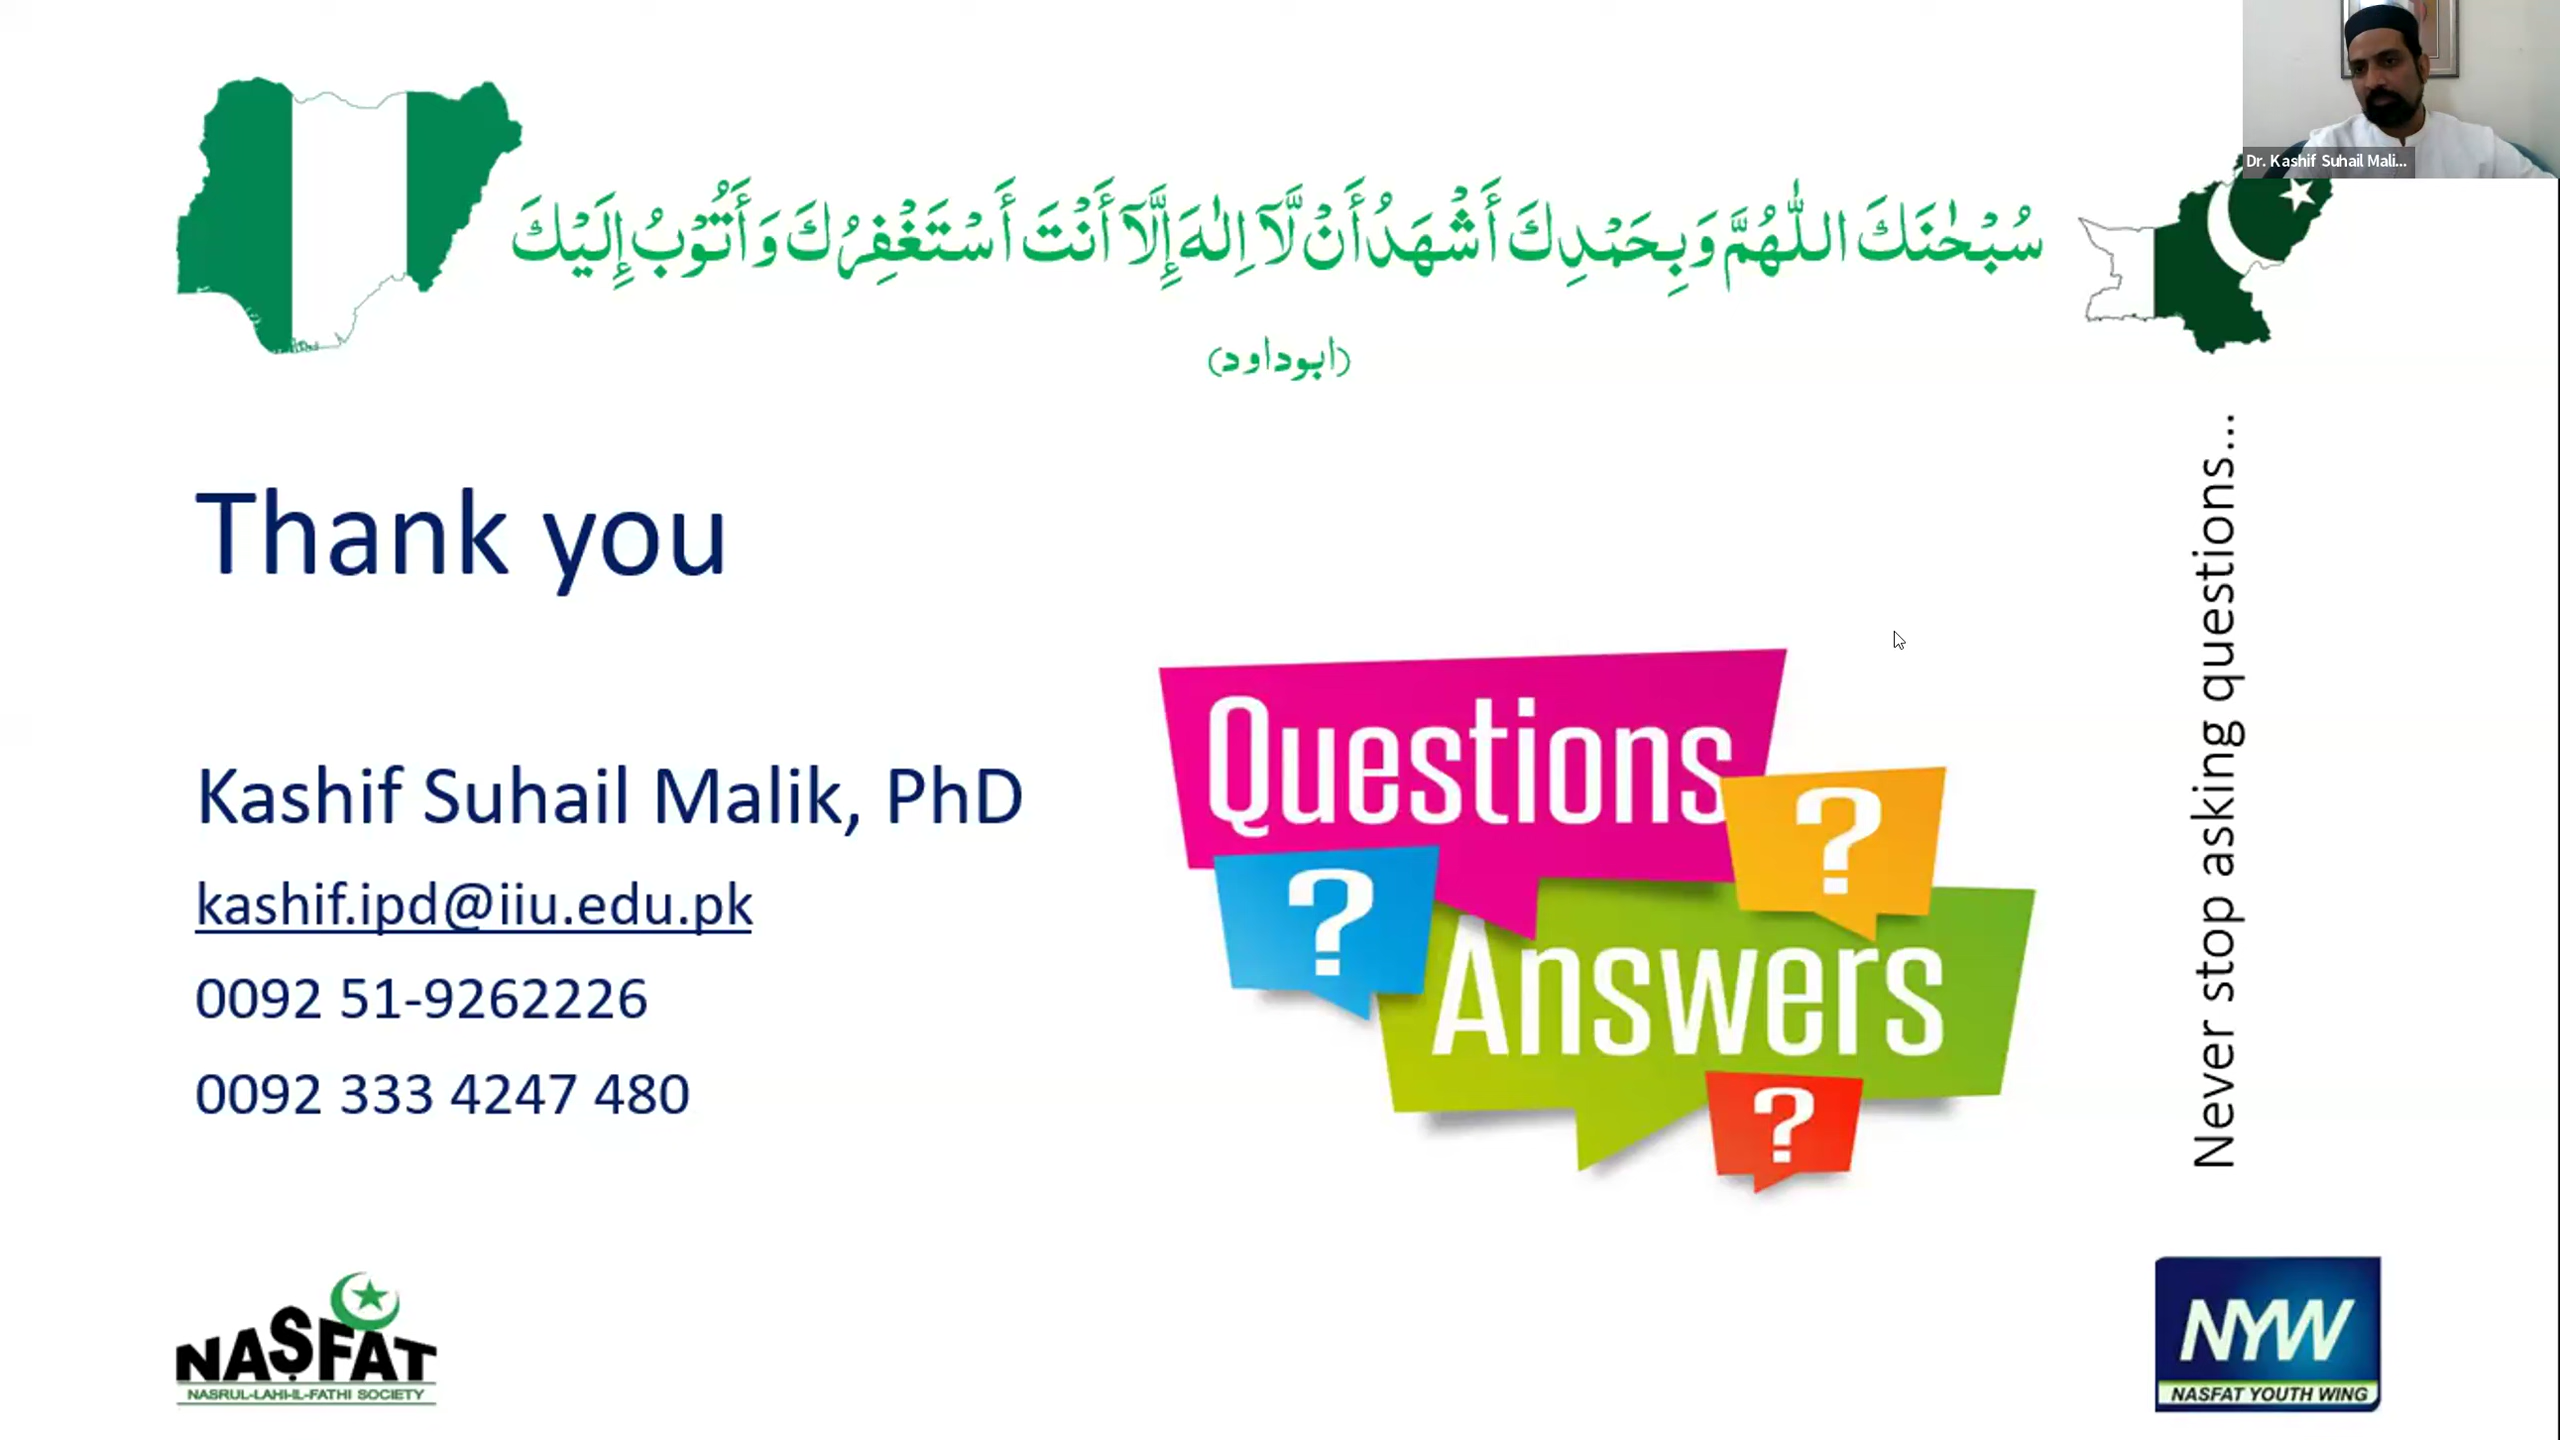 Dr. Kashif Suhail Mali...
سُبْحٰنَكَ اللّٰهُمَّ وَبِحَمْدِكَ أَشْهَدُ أَنْ لَّآ اِلٰهَ إِلَّآ أَنْتَ أَسْتَغْفِرُكَ وَأَتُوْبُ إِلَيْكَ
(ابوداود)
Thank you
Kashif Suhail Malik, PhD
kashif.ipd@iiu.edu.pk
0092 51-9262226
0092 333 4247 480
Questions
?
?
Answers
?
Never stop asking questions...
NAṢFAT
NASRUL-LAHI-IL-FATHI SOCIETY
NYW
NASFAT YOUTH WING